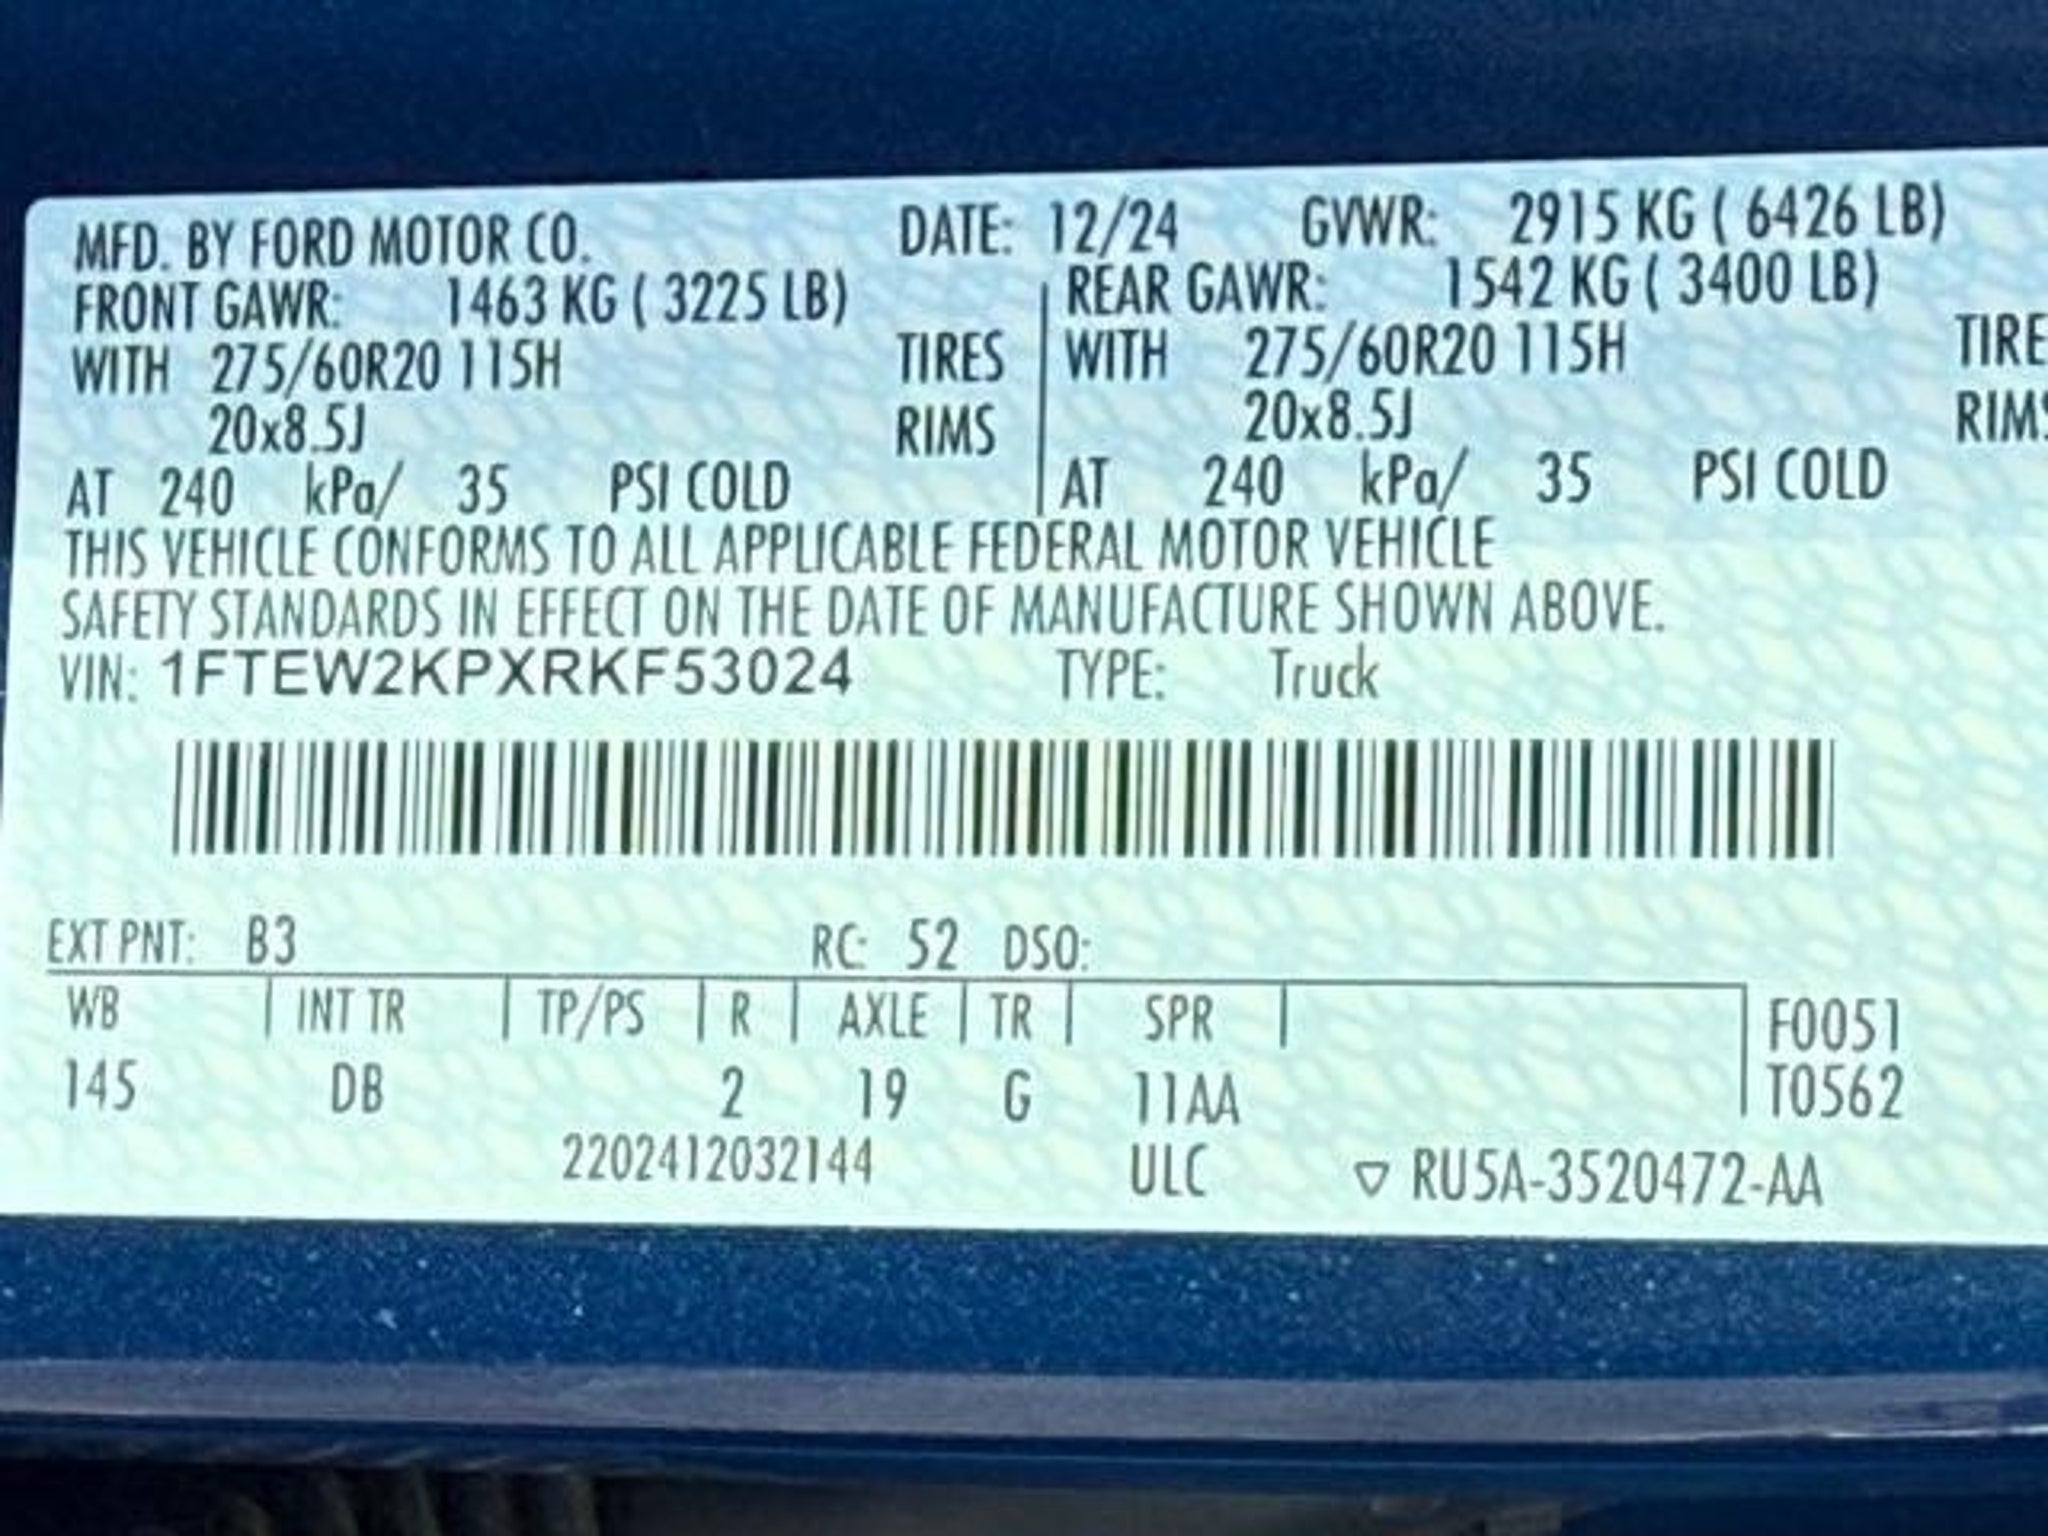 MFD. BY FORD MOTOR CO. DATE: 12/24 GVWR: 2915 KG ( 6426 LB)
FRONT GAWR: 1463 KG ( 3225 LB) REAR GAWR: 1542 KG ( 3400 LB)
WITH 275/60R20 115H TIRES WITH 275/60R20 115H TIRE
20x8.5J RIMS 20x8.5J RIMS
AT 240 kPa/ 35 PSI COLD AT 240 kPa/ 35 PSI COLD
THIS VEHICLE CONFORMS TO ALL APPLICABLE FEDERAL MOTOR VEHICLE
SAFETY STANDARDS IN EFFECT ON THE DATE OF MANUFACTURE SHOWN ABOVE.
VIN: 1FTEW2KPXRKF53024 TYPE: Truck
EXT PNT: B3 RC: 52 DSO:
WB INT TR TP/PS R AXLE TR SPR F0051
145 DB 2 19 G 11AA T0562
2202412032144 ULC ▽ RU5A-3520472-AA